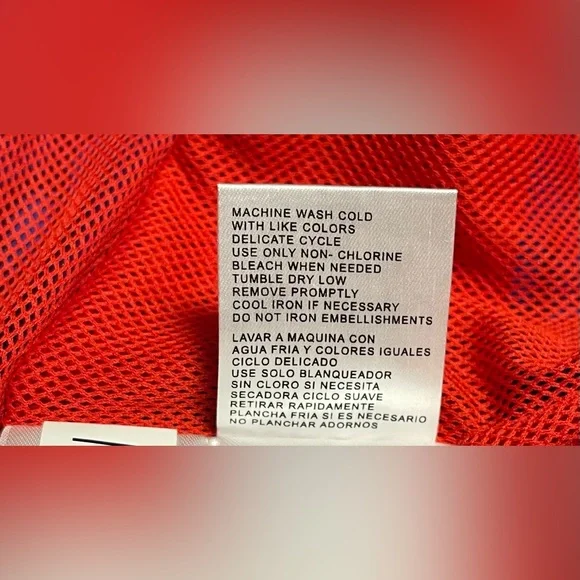 MACHINE WASH COLD
WITH LIKE COLORS
DELICATE CYCLE
USE ONLY NON- CHLORINE
BLEACH WHEN NEEDED
TUMBLE DRY LOW
REMOVE PROMPTLY
COOL IRON IF NECESSARY
DO NOT IRON EMBELLISHMENTS
LAVAR A MAQUINA CON
AGUA FRIA Y COLORES IGUALES
CICLO DELICADO
USE SOLO BLANQUEADOR
SIN CLORO SI NECESITA
SECADORA CICLO SUAVE
RETIRAR RAPIDAMENTE
PLANCHA FRIA SI ES NECESARIO
NO PLANCHAR ADORNOS